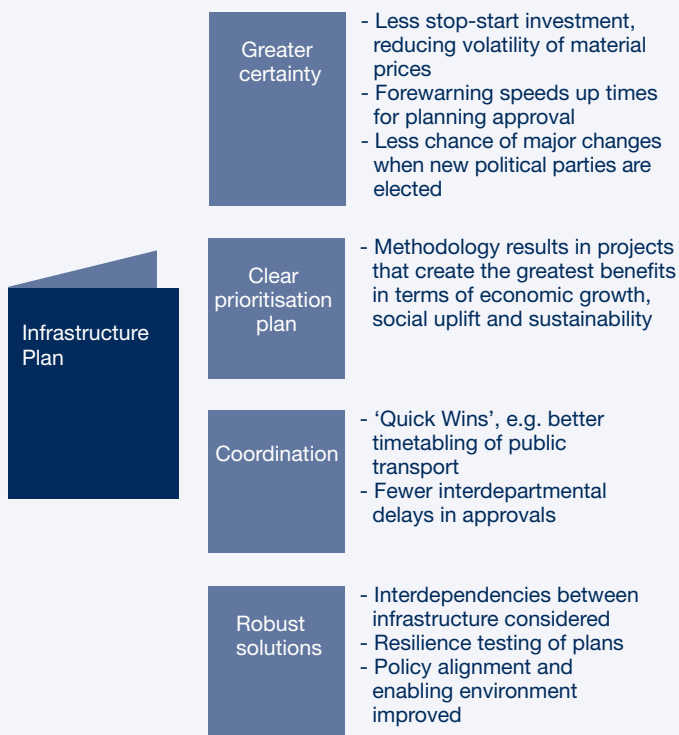 Infrastructure
Plan
Greater
certainty
- Less stop-start investment,
reducing volatility of material
prices
- Forewarning speeds up times
for planning approval
- Less chance of major changes
when new political parties are
elected
Clear
prioritisation
plan
- Methodology results in projects
that create the greatest benefits
in terms of economic growth,
social uplift and sustainability
Coordination
- ‘Quick Wins’, e.g. better
timetabling of public
transport
- Fewer interdepartmental
delays in approvals
Robust
solutions
- Interdependencies between
infrastructure considered
- Resilience testing of plans
- Policy alignment and
enabling environment
improved